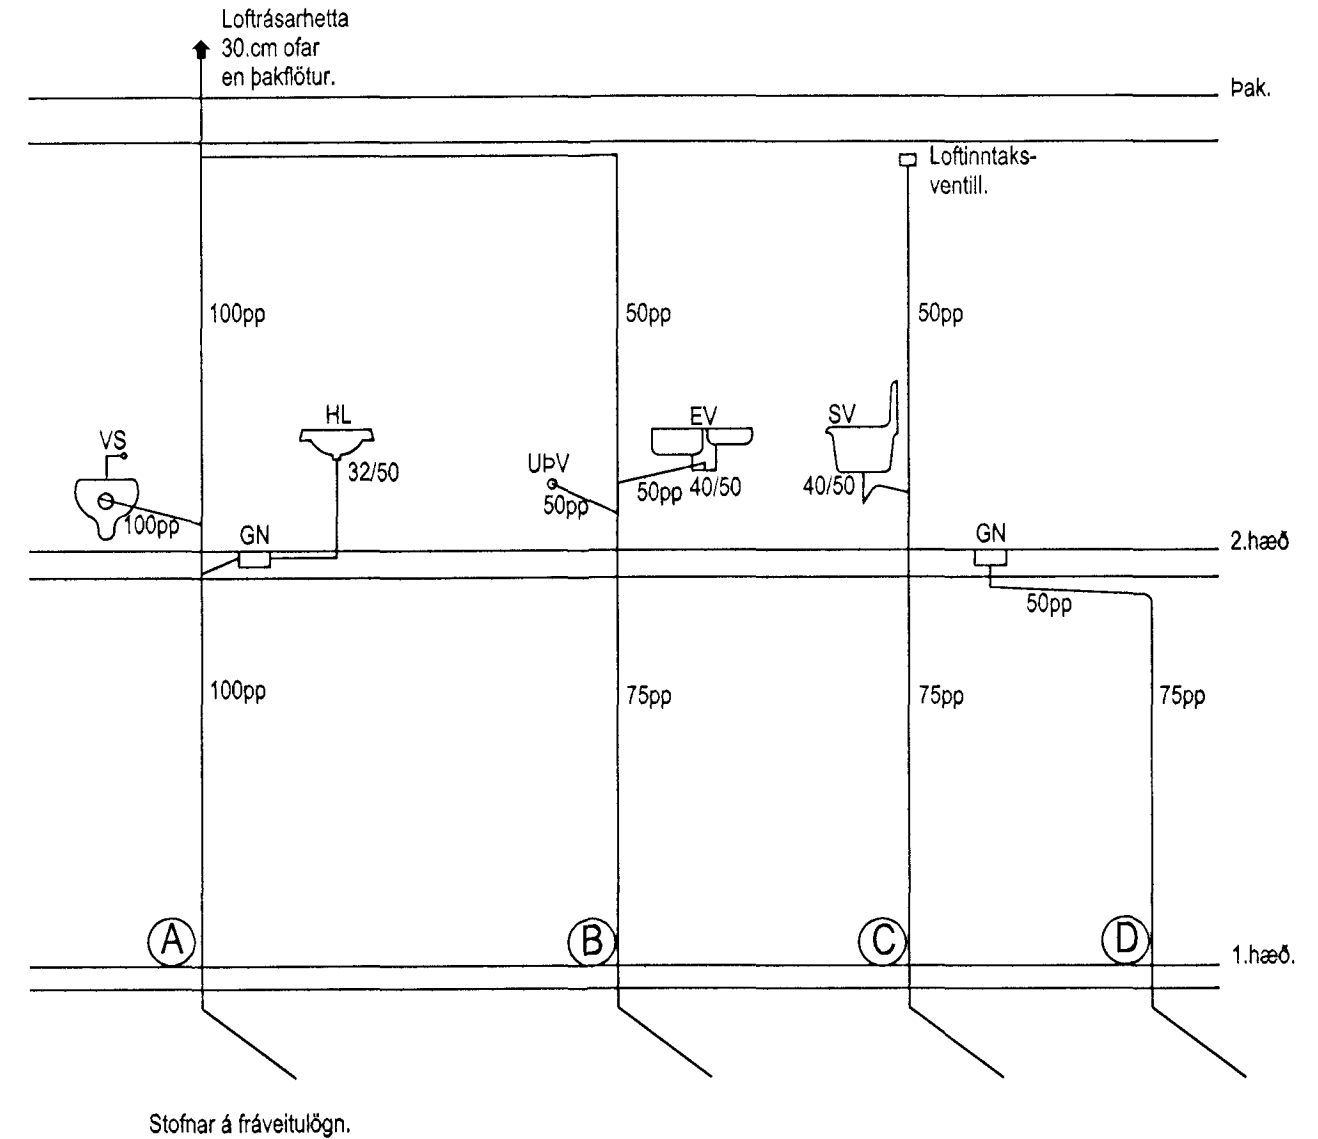 Loftrásarhetta
30.cm ofar
en þakflötur.
Þak.
Loftinntaks-
ventill.
100pp
50pp
50pp
HL
EV
SV
VS
32/50
UÞV
50pp
50pp
40/50
40/50
100pp
GN
GN
2.hæð
50pp
100pp
75pp
75pp
75pp
A
B
C
D
1.hæð.
Stofnar á fráveitulögn.